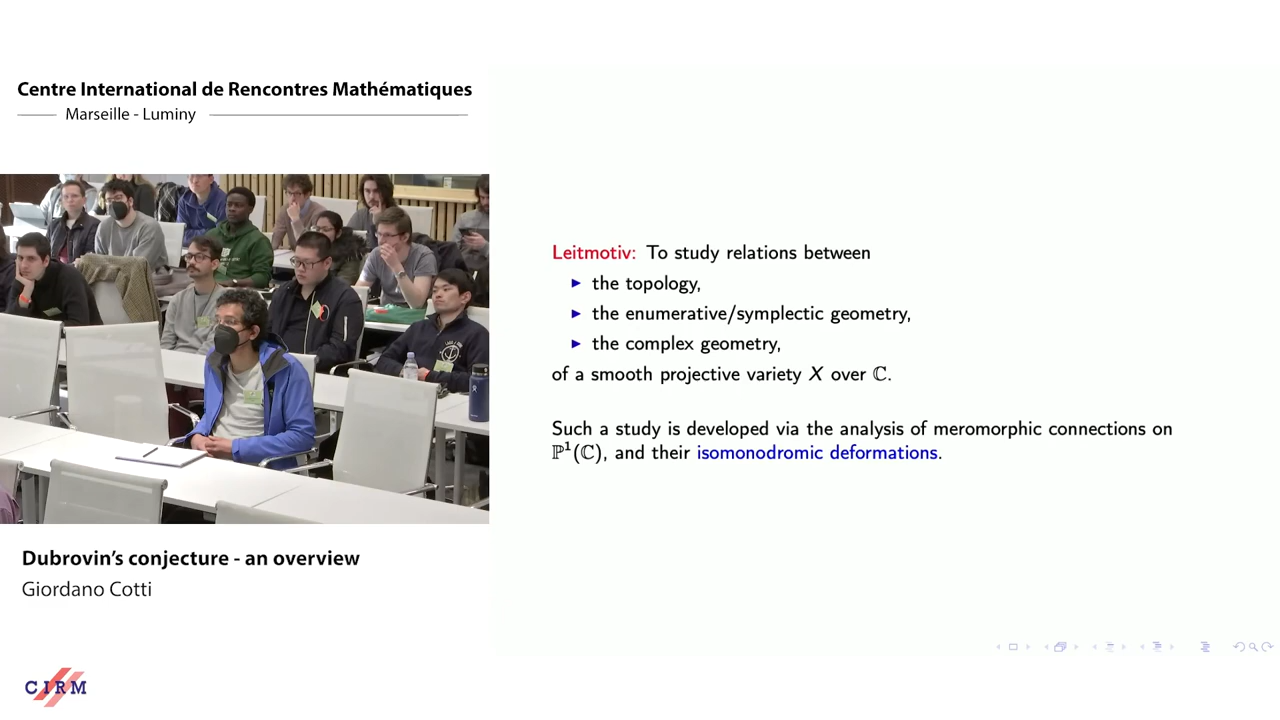 Centre International de Rencontres Mathématiques
Marseille - Luminy
Leitmotiv: To study relations between
▶ the topology,
▶ the enumerative/symplectic geometry,
▶ the complex geometry,
of a smooth projective variety X over ℂ.
Such a study is developed via the analysis of meromorphic connections on
ℙ¹(ℂ), and their isomonodromic deformations.
Dubrovin's conjecture - an overview
Giordano Cotti
CIRM